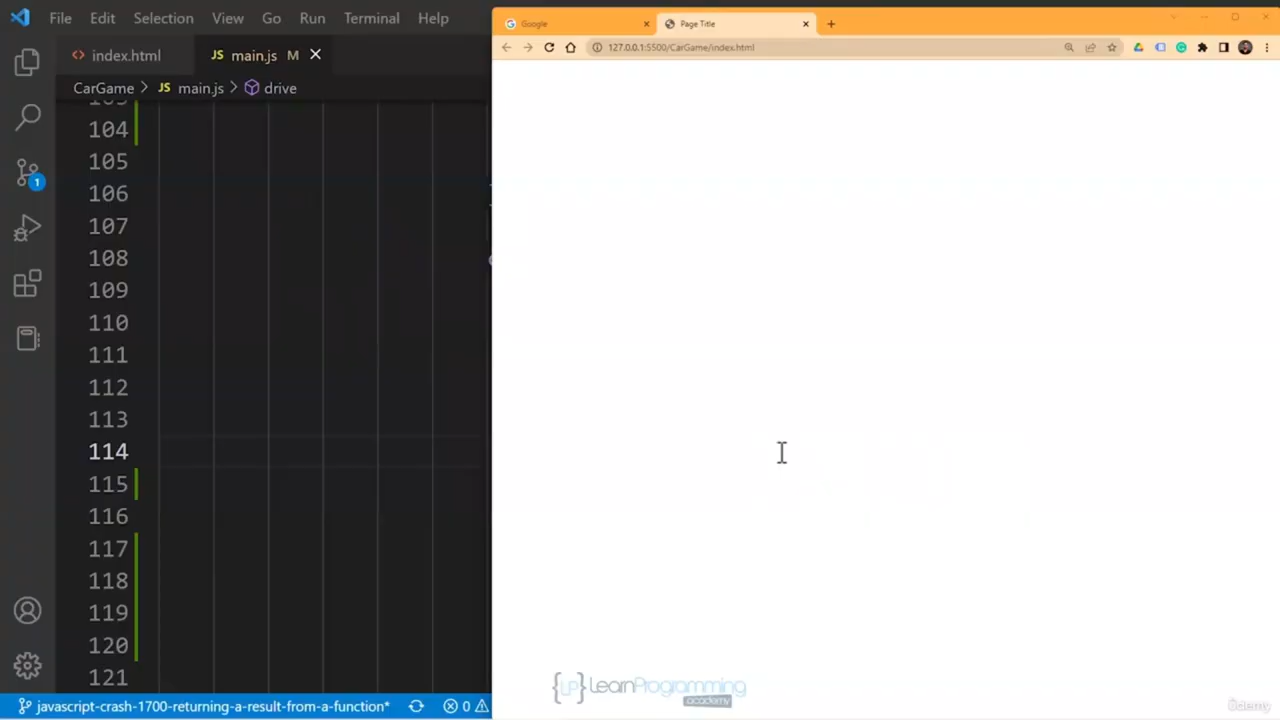 File Edit Selection View Go Run Terminal Help
Google
Page Title
127.0.0.1:5500/CarGame/index.html
index.html
JS main.js M
CarGame > JS main.js > drive
104
105
106
107
108
109
110
111
112
113
114
115
116
117
118
119
120
121
1
{LP} LearnProgramming
academy
javascript-crash-1700-returning-a-result-from-a-function*
0
ûdemy